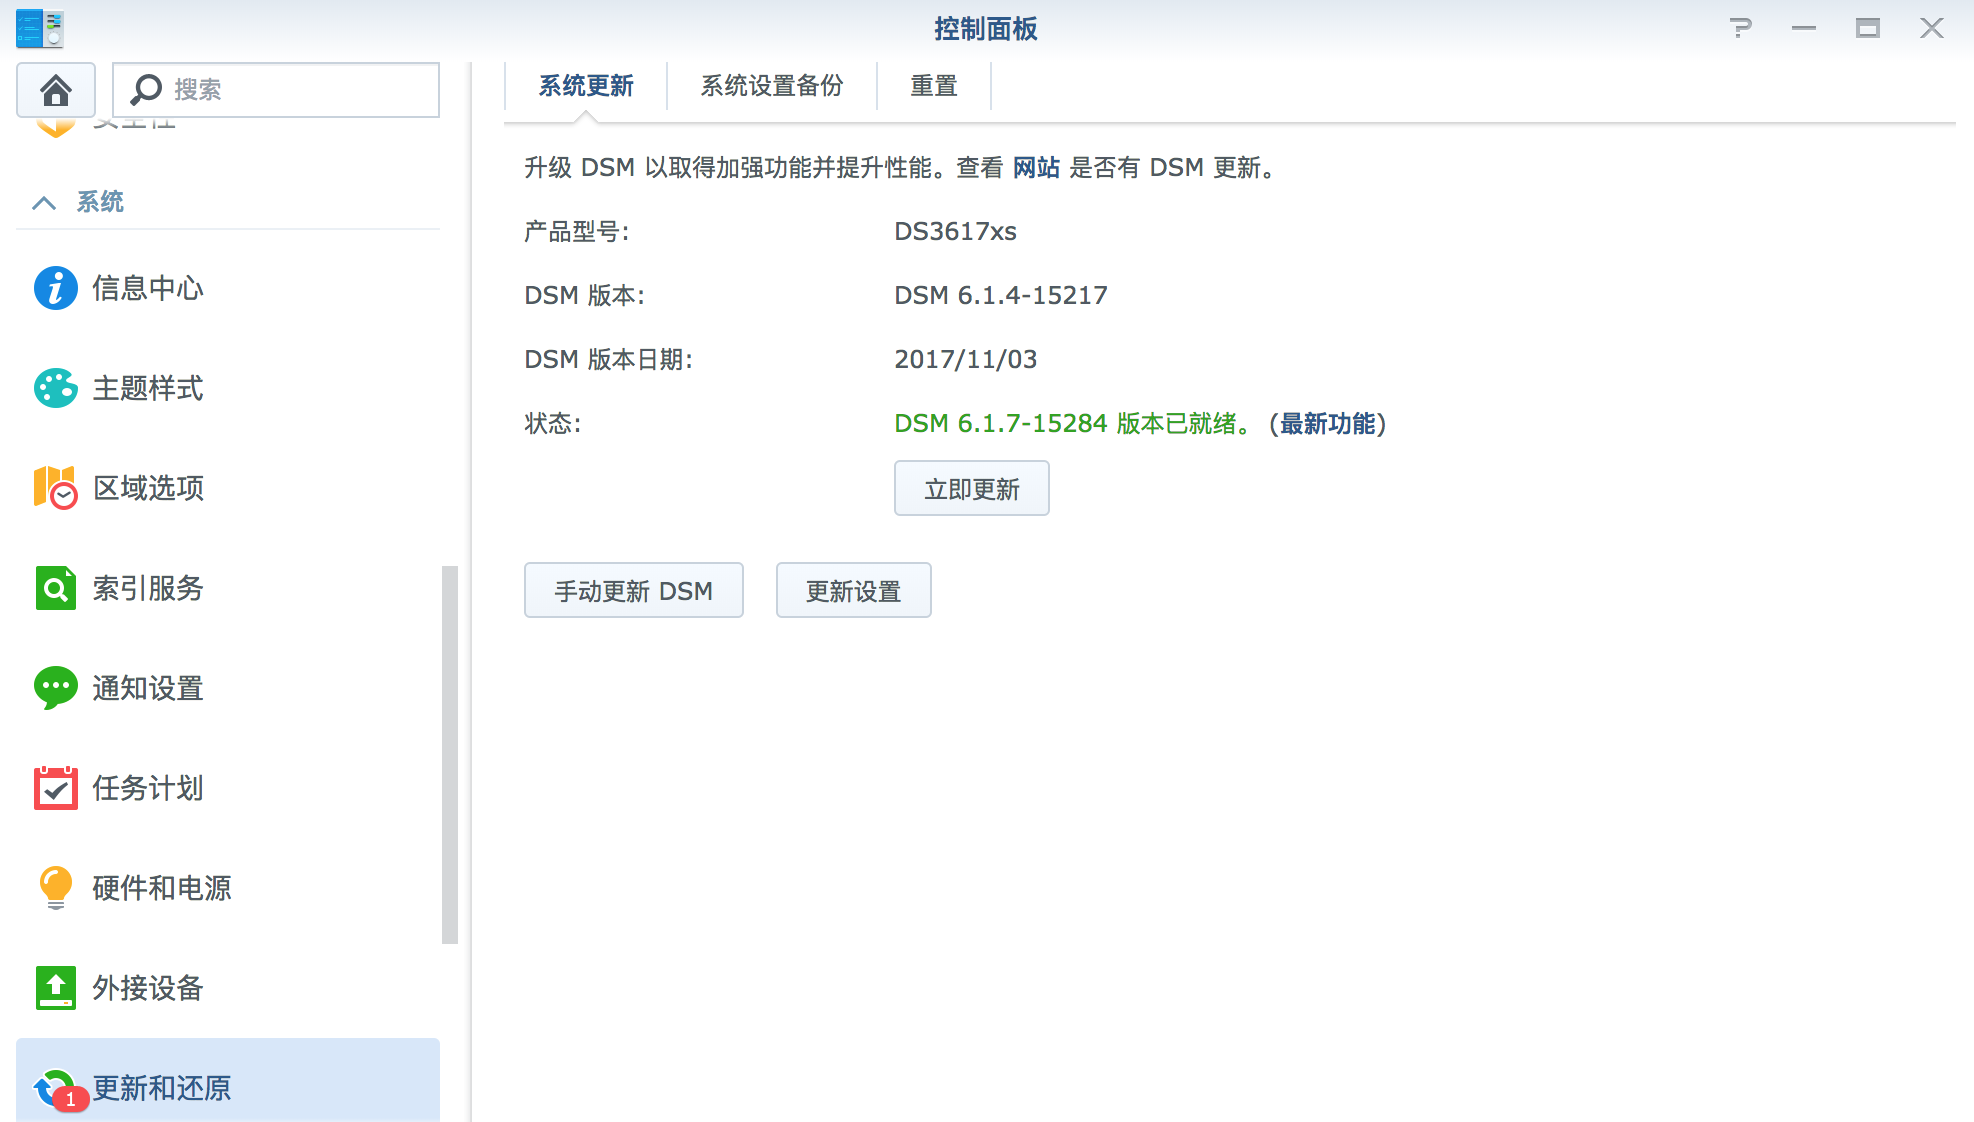 控制面板
搜索
安全性
系统
信息中心
主题样式
区域选项
索引服务
通知设置
任务计划
硬件和电源
外接设备
1
更新和还原
系统更新
系统设置备份
重置
升级 DSM 以取得加强功能并提升性能。查看 网站 是否有 DSM 更新。
产品型号: DS3617xs
DSM 版本: DSM 6.1.4-15217
DSM 版本日期: 2017/11/03
状态: DSM 6.1.7-15284 版本已就绪。 (最新功能)
立即更新
手动更新 DSM
更新设置